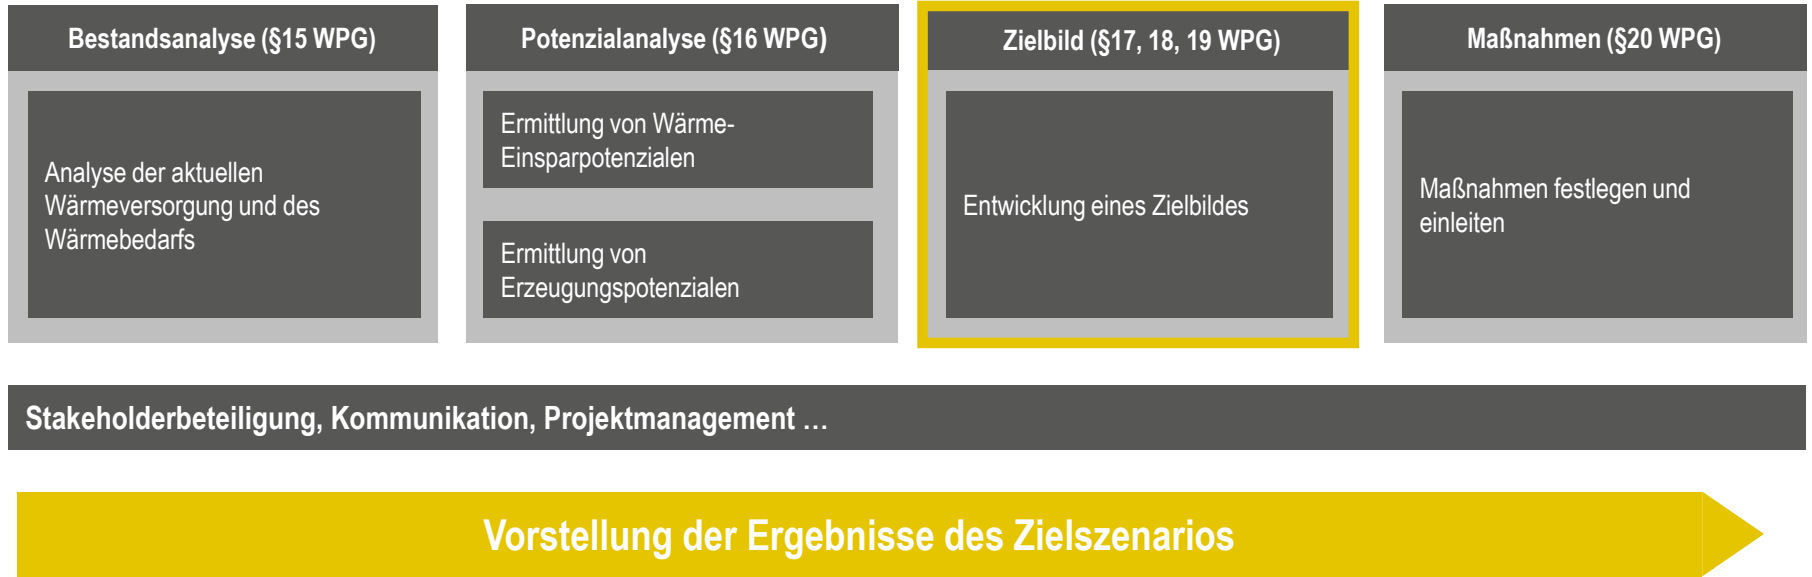 Bestandsanalyse (§15 WPG)
Analyse der aktuellen
Wärmeversorgung und des
Wärmebedarfs
Potenzialanalyse (§16 WPG)
Ermittlung von Wärme-
Einsparpotenzialen
Ermittlung von
Erzeugungspotenzialen
Zielbild (§17, 18, 19 WPG)
Entwicklung eines Zielbildes
Maßnahmen (§20 WPG)
Maßnahmen festlegen und
einleiten
Stakeholderbeteiligung, Kommunikation, Projektmanagement …
Vorstellung der Ergebnisse des Zielszenarios